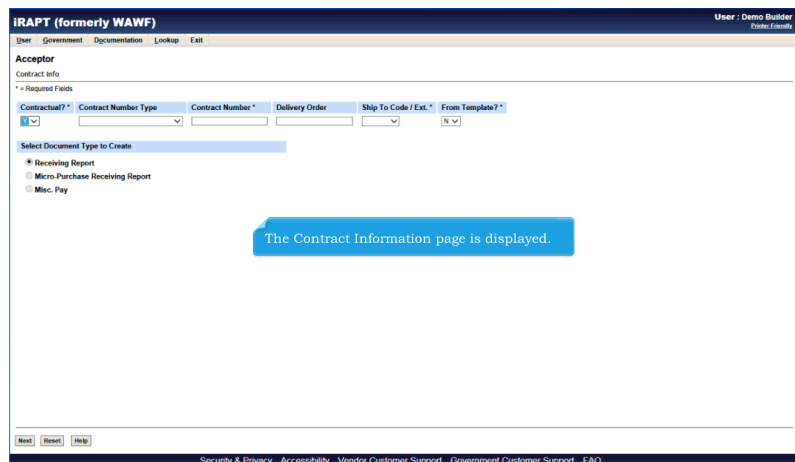 iRAPT (formerly WAWF)
User : Demo Builder
Printer Friendly
User Government Documentation Lookup Exit
Acceptor
Contract Info
* = Required Fields
Contractual? * Contract Number Type Contract Number * Delivery Order Ship To Code / Ext. * From Template? *
Y N
Select Document Type to Create
Receiving Report
Micro-Purchase Receiving Report
Misc. Pay
The Contract Information page is displayed.
Next Reset Help
Security & Privacy Accessibility Vendor Customer Support Government Customer Support FAQ